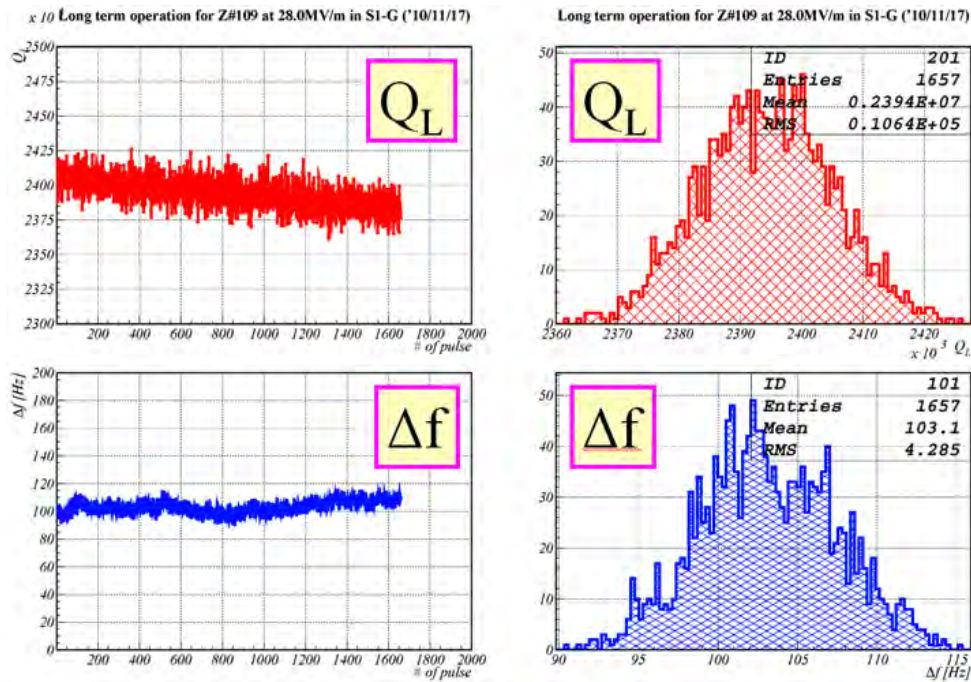 Long term operation for Z#109 at 28.0MV/m in S1-G ('10/11/17)
x 10
Q_L
2500
2475
2450
2425
2400
2375
2350
2325
2300
200 400 600 800 1000 1200 1400 1600 1800 2000
# of pulse
Q_L
Long term operation for Z#109 at 28.0MV/m in S1-G ('10/11/17)
50
40
30
20
10
0
2360 2370 2380 2390 2400 2410 2420
x 10³ Q_L
Q_L
ID 201
Entries 1657
Mean 0.2394E+07
RMS 0.1064E+05
Δf [Hz]
200
180
160
140
120
100
80
60
40
20
0
200 400 600 800 1000 1200 1400 1600 1800 2000
# of pulse
Δf
50
40
30
20
10
0
90 95 100 105 110 115
Δf [Hz]
Δf
ID 101
Entries 1657
Mean 103.1
RMS 4.285